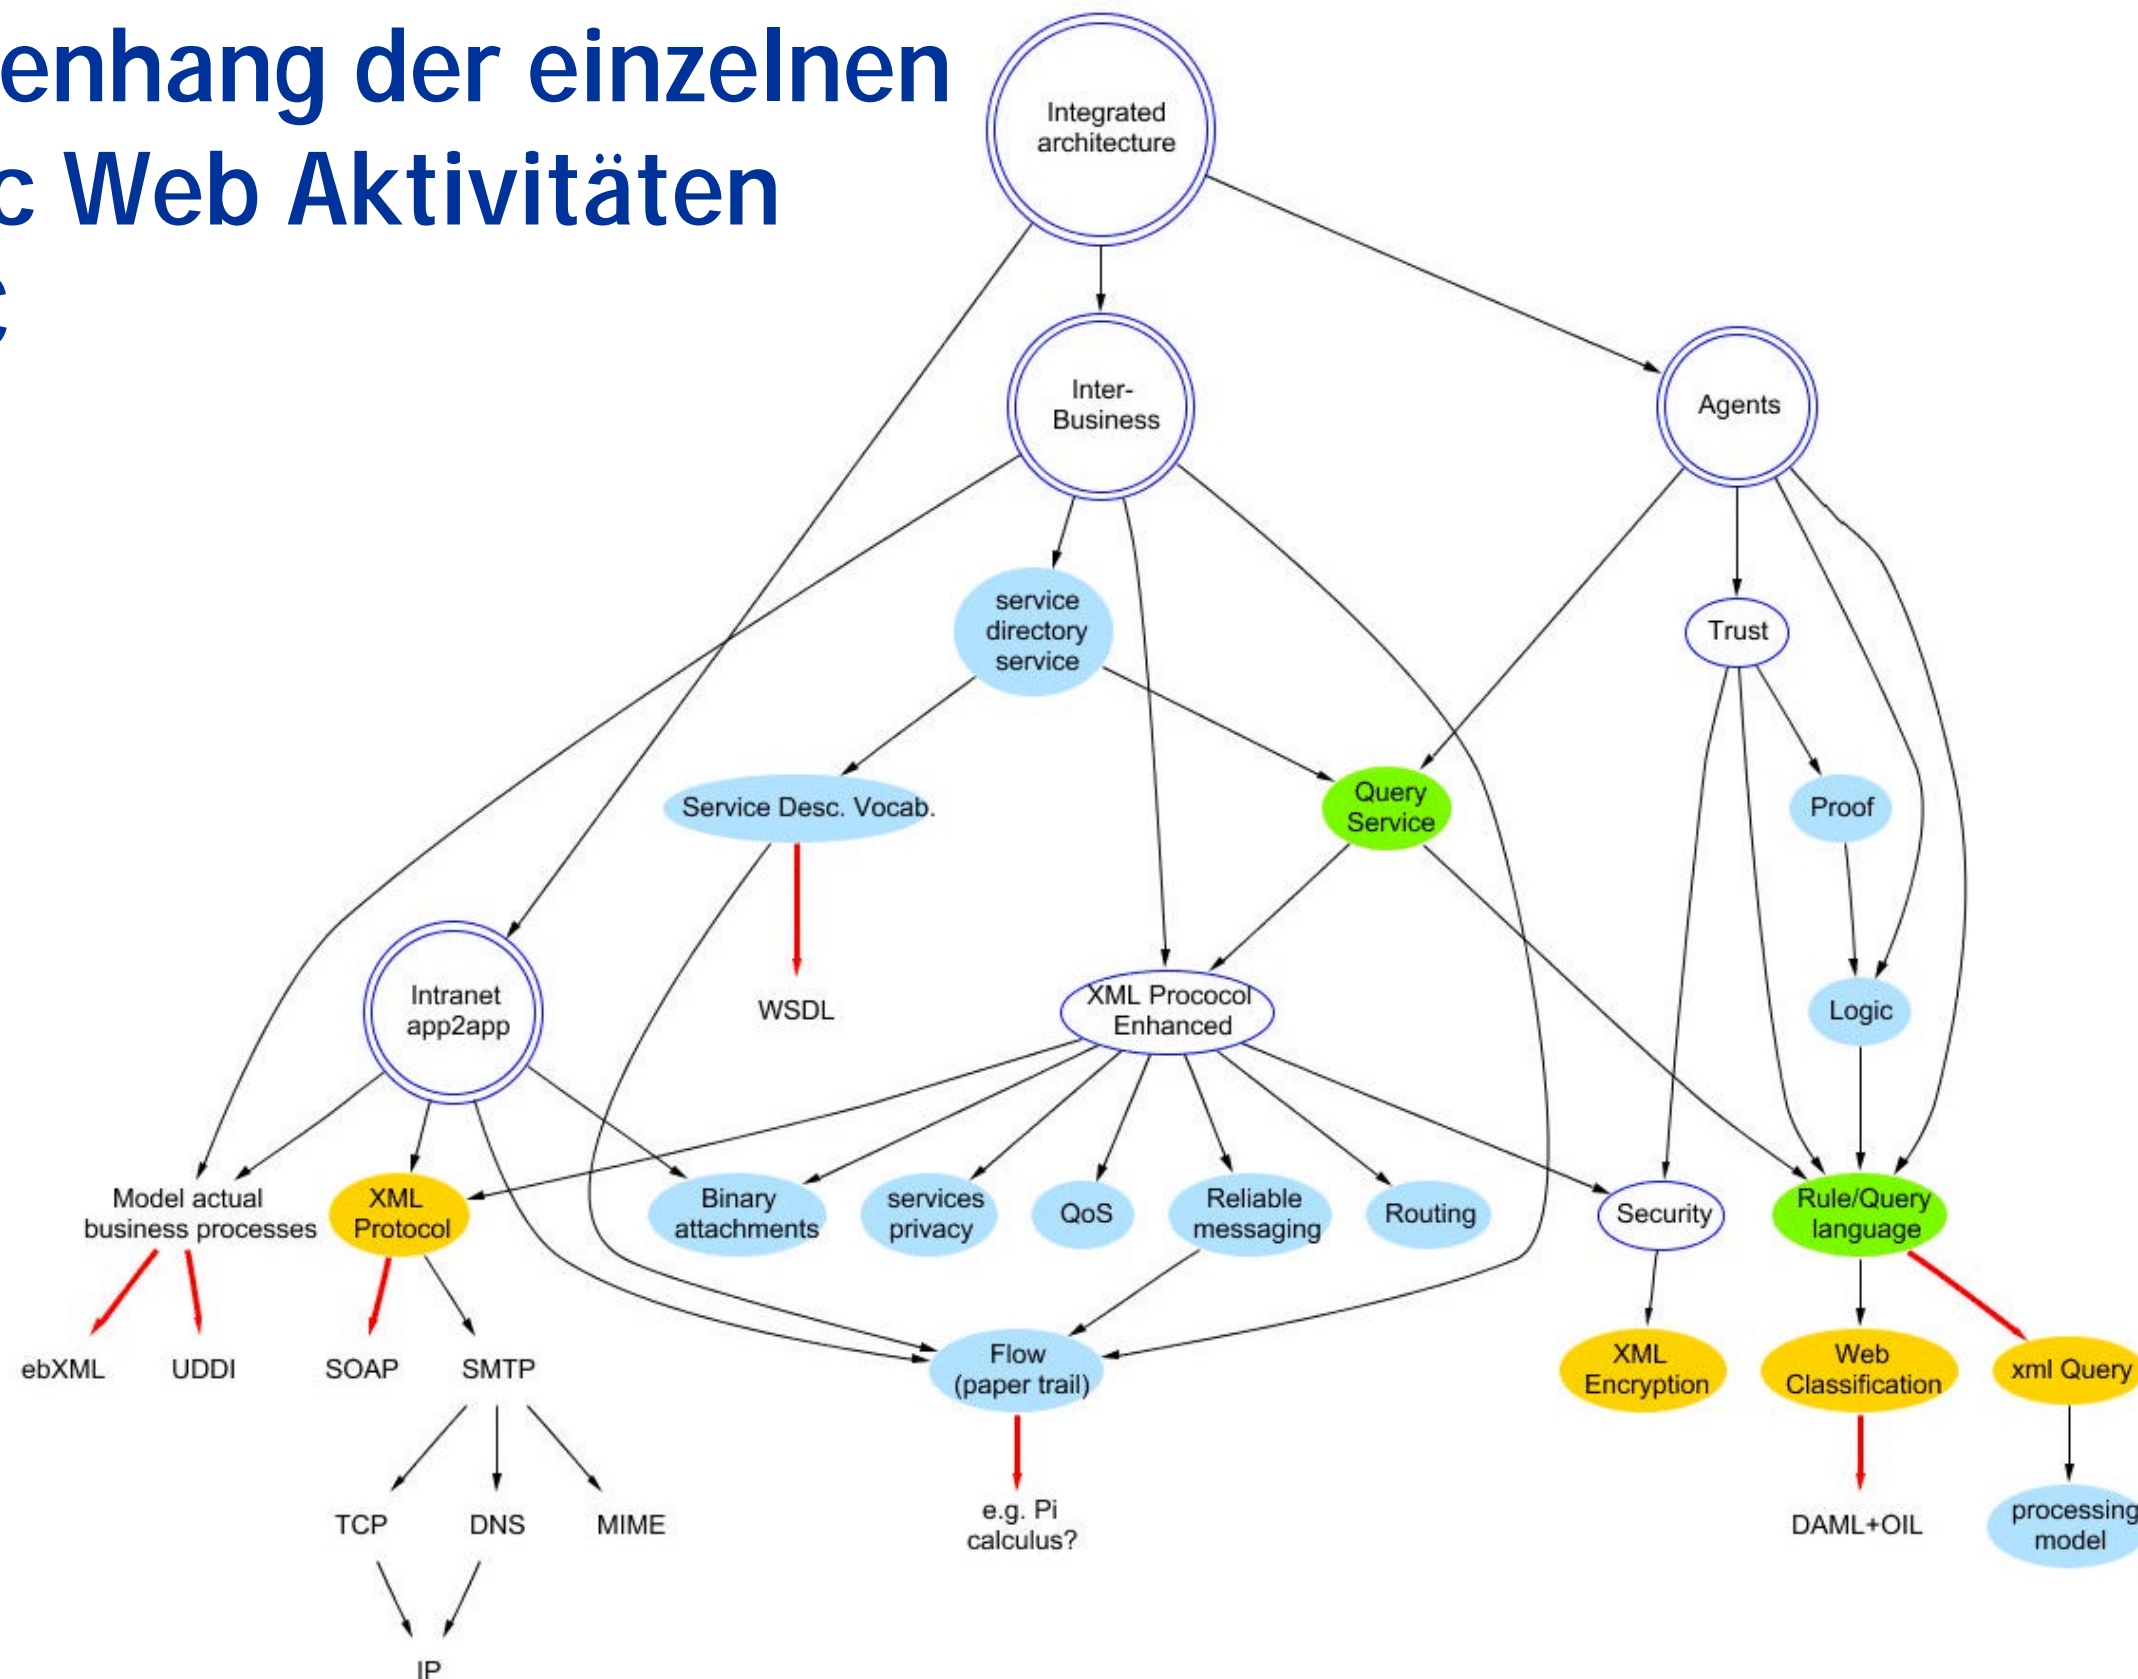 enhang der einzelnen
c Web Aktivitäten
Integrated
architecture
Inter-
Business
Agents
service
directory
service
Trust
Service Desc. Vocab.
Query
Service
Proof
Intranet
app2app
WSDL
XML Prococol
Enhanced
Logic
Model actual
business processes
XML
Protocol
Binary
attachments
services
privacy
QoS
Reliable
messaging
Routing
Security
Rule/Query
language
ebXML
UDDI
SOAP
SMTP
Flow
(paper trail)
XML
Encryption
Web
Classification
xml Query
TCP
DNS
MIME
e.g. Pi
calculus?
DAML+OIL
processing
model
IP